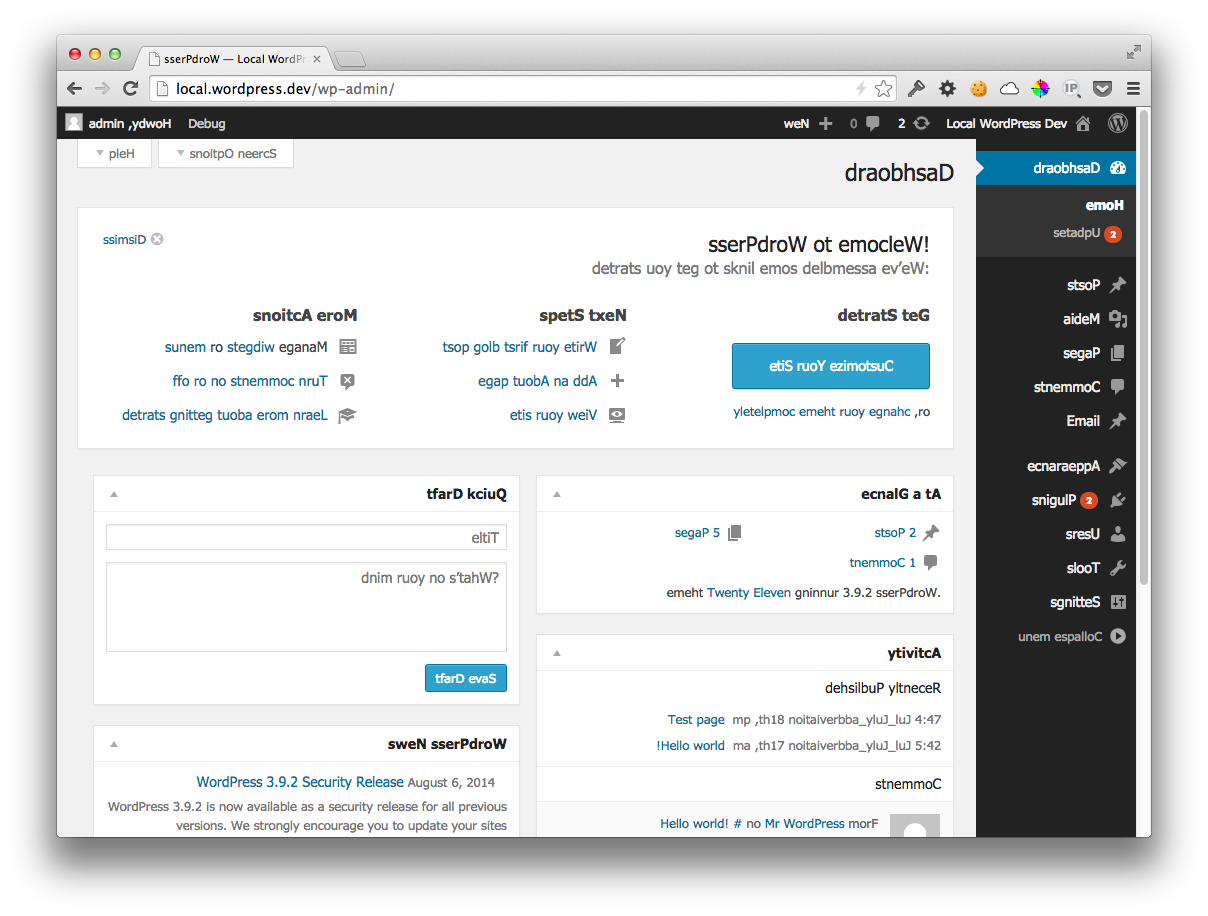 sserPdroW — Local WordPr
local.wordpress.dev/wp-admin/
IP
admin ,ydwoH Debug weN 0 2 Local WordPress Dev
pleH snoitpO neercS
draobhsaD
ssimsiD
sserPdroW ot emocleW!
detrats uoy teg ot sknil emos delbmessa ev’eW:
detratS teG
etiS ruoY ezimotsuC
yletelpmoc emeht ruoy egnahc ,ro
spetS txeN
tsop golb tsrif ruoy etirW
egap tuobA na ddA
etis ruoy weiV
snoitcA eroM
sunem ro stegdiw eganaM
ffo ro no stnemmoc nruT
detrats gnitteg tuoba erom nraeL
ecnalG a tA
segaP 5 stsoP 2
tnemmoC 1
emeht Twenty Eleven gninnur 3.9.2 sserPdroW.
ytivitcA
dehsilbuP yltneceR
Test page mp ,th18 noitaiverbba_yluJ_luJ 4:47
!Hello world ma ,th17 noitaiverbba_yluJ_luJ 5:42
stnemmoC
Hello world! # no Mr WordPress morF
tfarD kciuQ
eltiT
dnim ruoy no s’tahW?
tfarD evaS
sweN sserPdroW
WordPress 3.9.2 Security Release August 6, 2014
WordPress 3.9.2 is now available as a security release for all previous
versions. We strongly encourage you to update your sites
draobhsaD
emoH
setadpU 2
stsoP
aideM
segaP
stnemmoC
Email
ecnaraeppA
snigulP 2
sresU
slooT
sgnitteS
unem espalloC